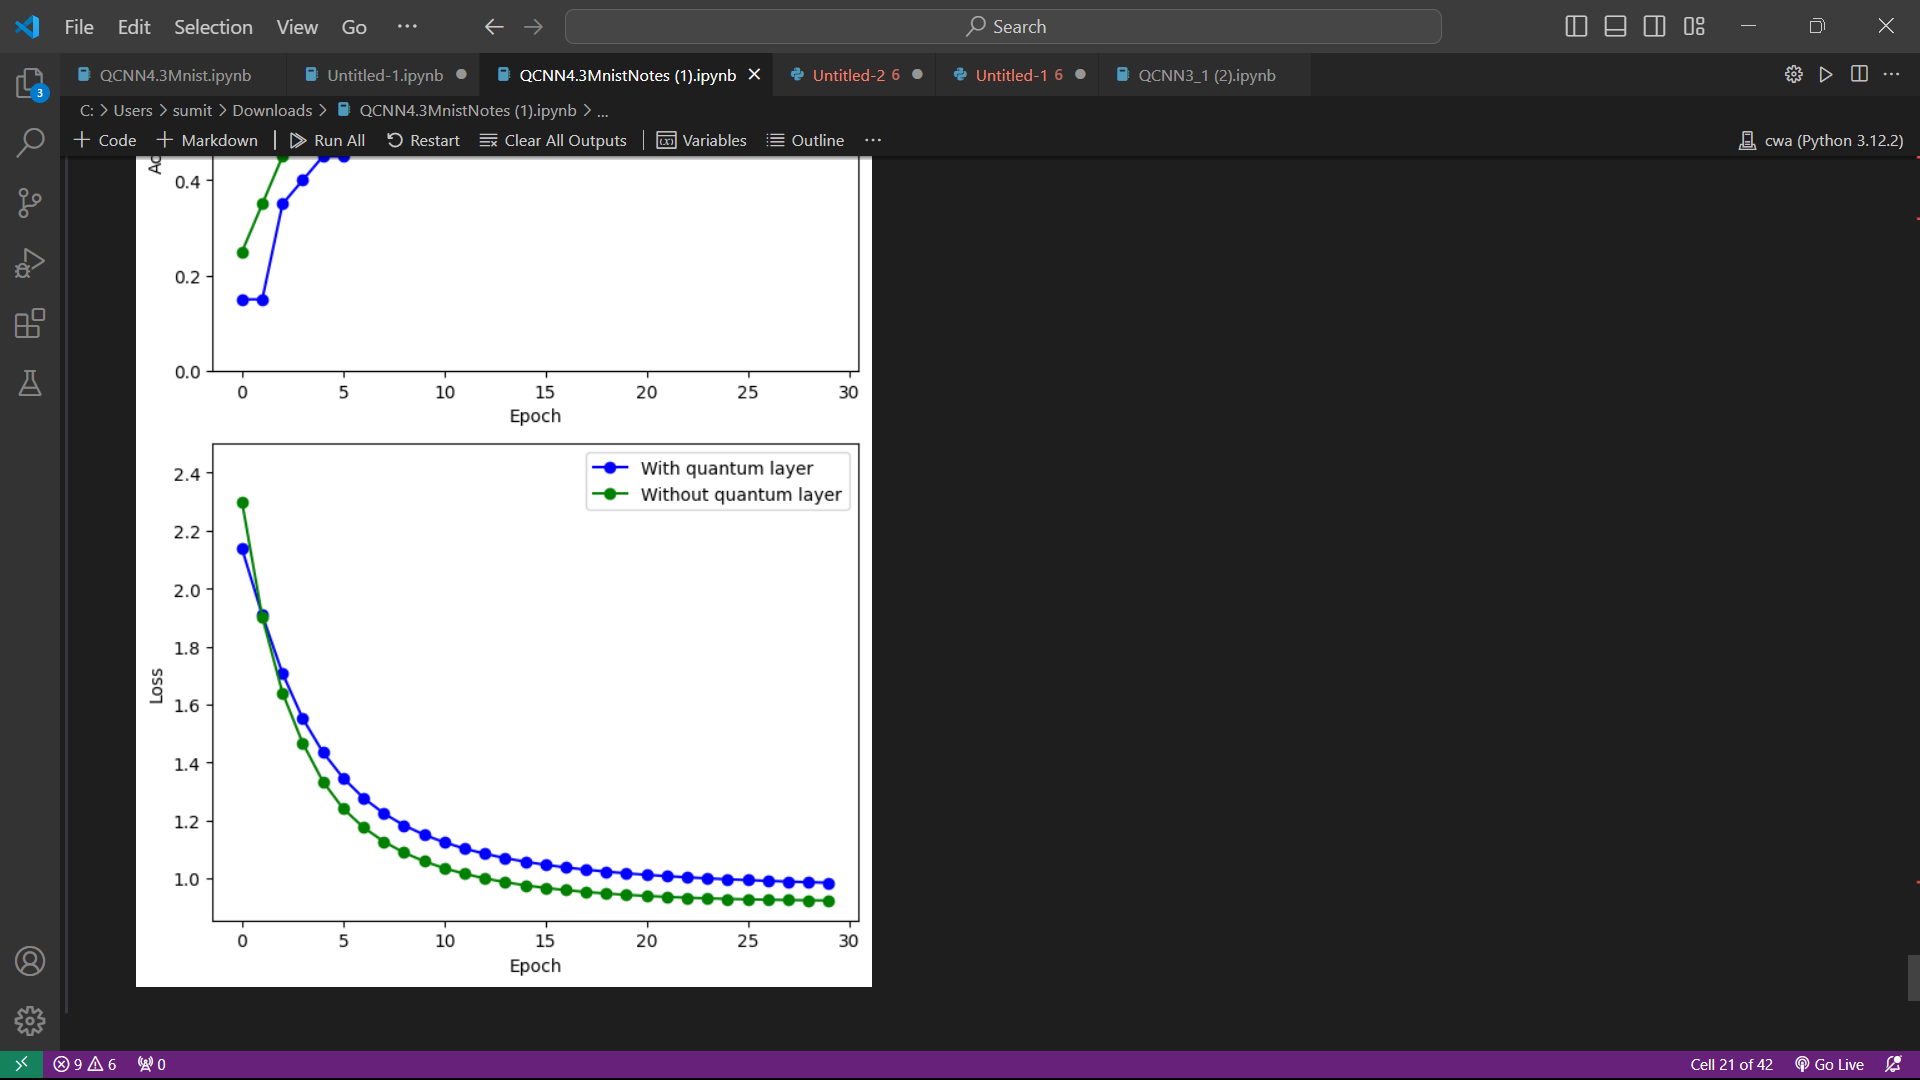 File Edit Selection View Go ··· Search
QCNN4.3Mnist.ipynb Untitled-1.ipynb QCNN4.3MnistNotes (1).ipynb Untitled-2 6 Untitled-1 6 QCNN3_1 (2).ipynb
C: > Users > sumit > Downloads > QCNN4.3MnistNotes (1).ipynb > ...
+ Code + Markdown Run All Restart Clear All Outputs Variables Outline ··· cwa (Python 3.12.2)
3
0.4
0.2
0.0
0 5 10 15 20 25 30
Epoch
With quantum layer
Without quantum layer
2.4
2.2
2.0
1.8
1.6
1.4
1.2
1.0
Loss
0 5 10 15 20 25 30
Epoch
9 6 0 Cell 21 of 42 Go Live